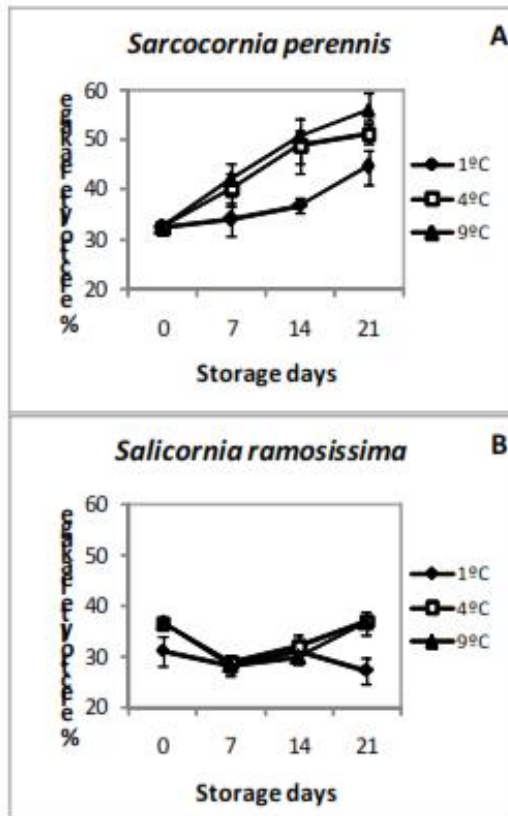 Sarcocornia perennis
A
60
50
40
30
20
1ºC
4ºC
9ºC
0 7 14 21
Storage days
%
Salicornia ramosissima
B
60
50
40
30
20
1ºC
4ºC
9ºC
0 7 14 21
Storage days
%